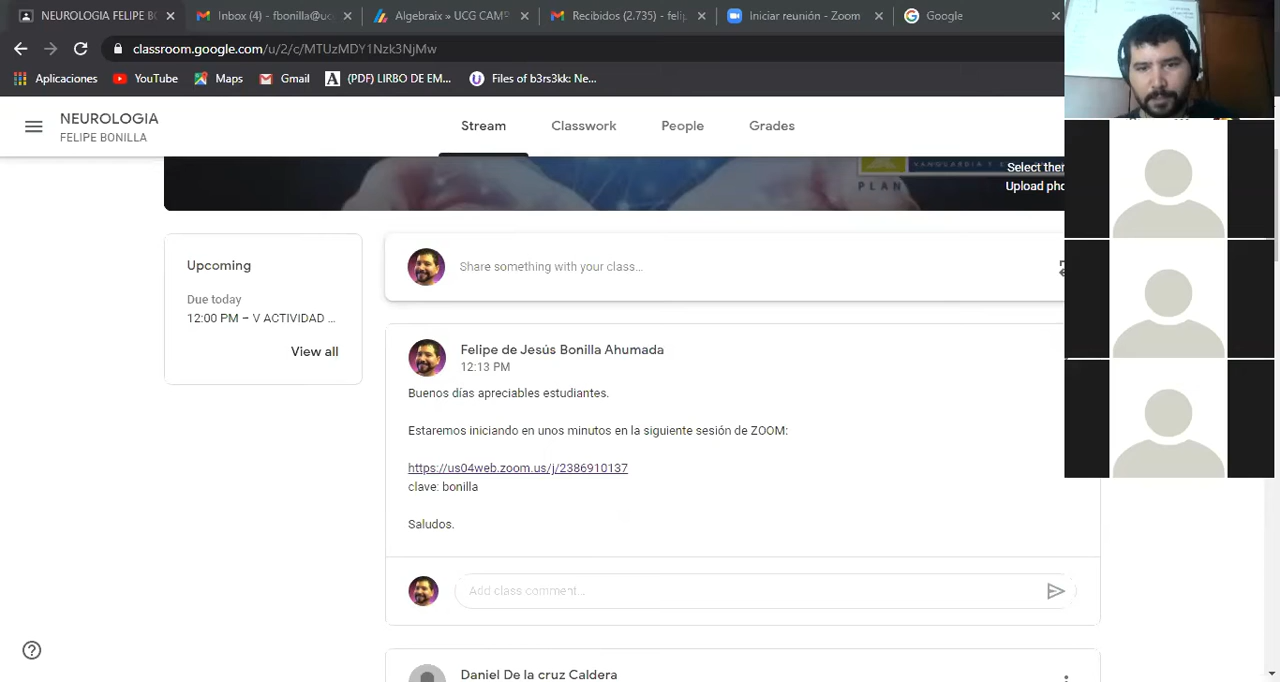 NEUROLOGIA FELIPE BO
Inbox (4) - fbonilla@uc
Algebraix » UCG CAM
Recibidos (2.735) - felip
Iniciar reunión - Zoom
Google
classroom.google.com/u/2/c/MTUzMDY1Nzk3NjMw
Aplicaciones
YouTube
Maps
Gmail
(PDF) LIRBO DE EM...
Files of b3rs3kk: Ne...
NEUROLOGIA
FELIPE BONILLA
Stream
Classwork
People
Grades
PLAN
Select the
Upload pho
Upcoming
Due today
12:00 PM – V ACTIVIDAD ...
View all
Share something with your class...
Felipe de Jesús Bonilla Ahumada
12:13 PM
Buenos días apreciables estudiantes.
Estaremos iniciando en unos minutos en la siguiente sesión de ZOOM:
https://us04web.zoom.us/j/2386910137
clave: bonilla
Saludos.
Add class comment...
Daniel De la cruz Caldera